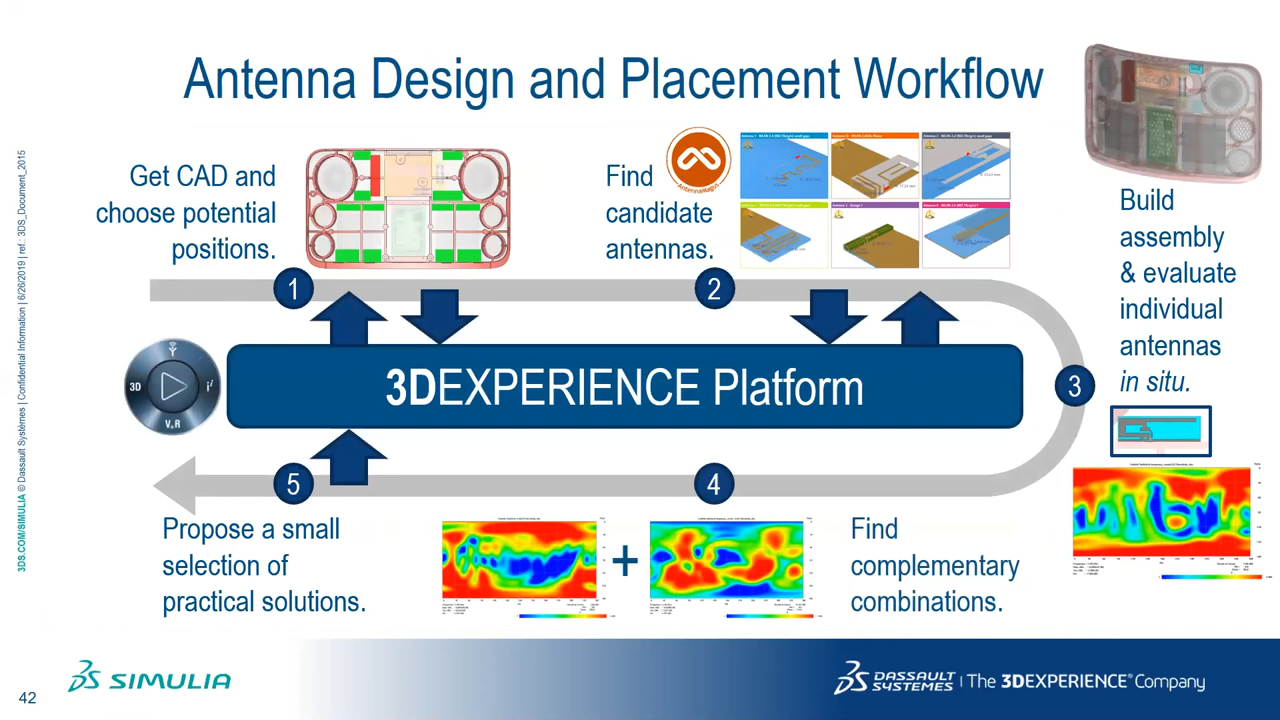 Antenna Design and Placement Workflow
Get CAD and
choose potential
positions.
Find
candidate
antennas.
AntennaMagus
Build
assembly
& evaluate
individual
antennas
in situ.
1
2
3DEXPERIENCE Platform
3D
V,R
3
5
4
Propose a small
selection of
practical solutions.
+
Find
complementary
combinations.
3DS.COM/SIMULIA © Dassault Systèmes | Confidential Information | 6/26/2019 | ref.: 3DS_Document_2015
42
SIMULIA
DASSAULT
SYSTEMES | The 3DEXPERIENCE® Company